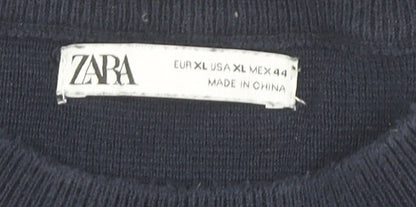 ZARA
EUR XL USA XL MEX 44
MADE IN CHINA